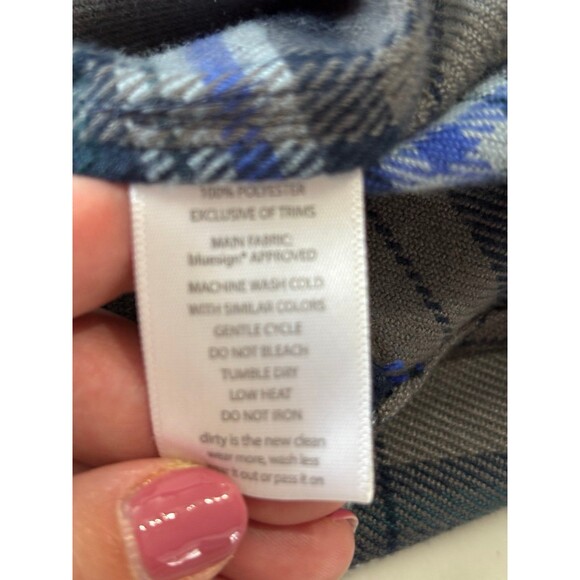 100% POLYESTER
EXCLUSIVE OF TRIMS
MAIN FABRIC:
bluesign® APPROVED
MACHINE WASH COLD
WITH SIMILAR COLORS
GENTLE CYCLE
DO NOT BLEACH
TUMBLE DRY
LOW HEAT
DO NOT IRON
dirty is the new clean
wear more, wash less
it out or pass it on